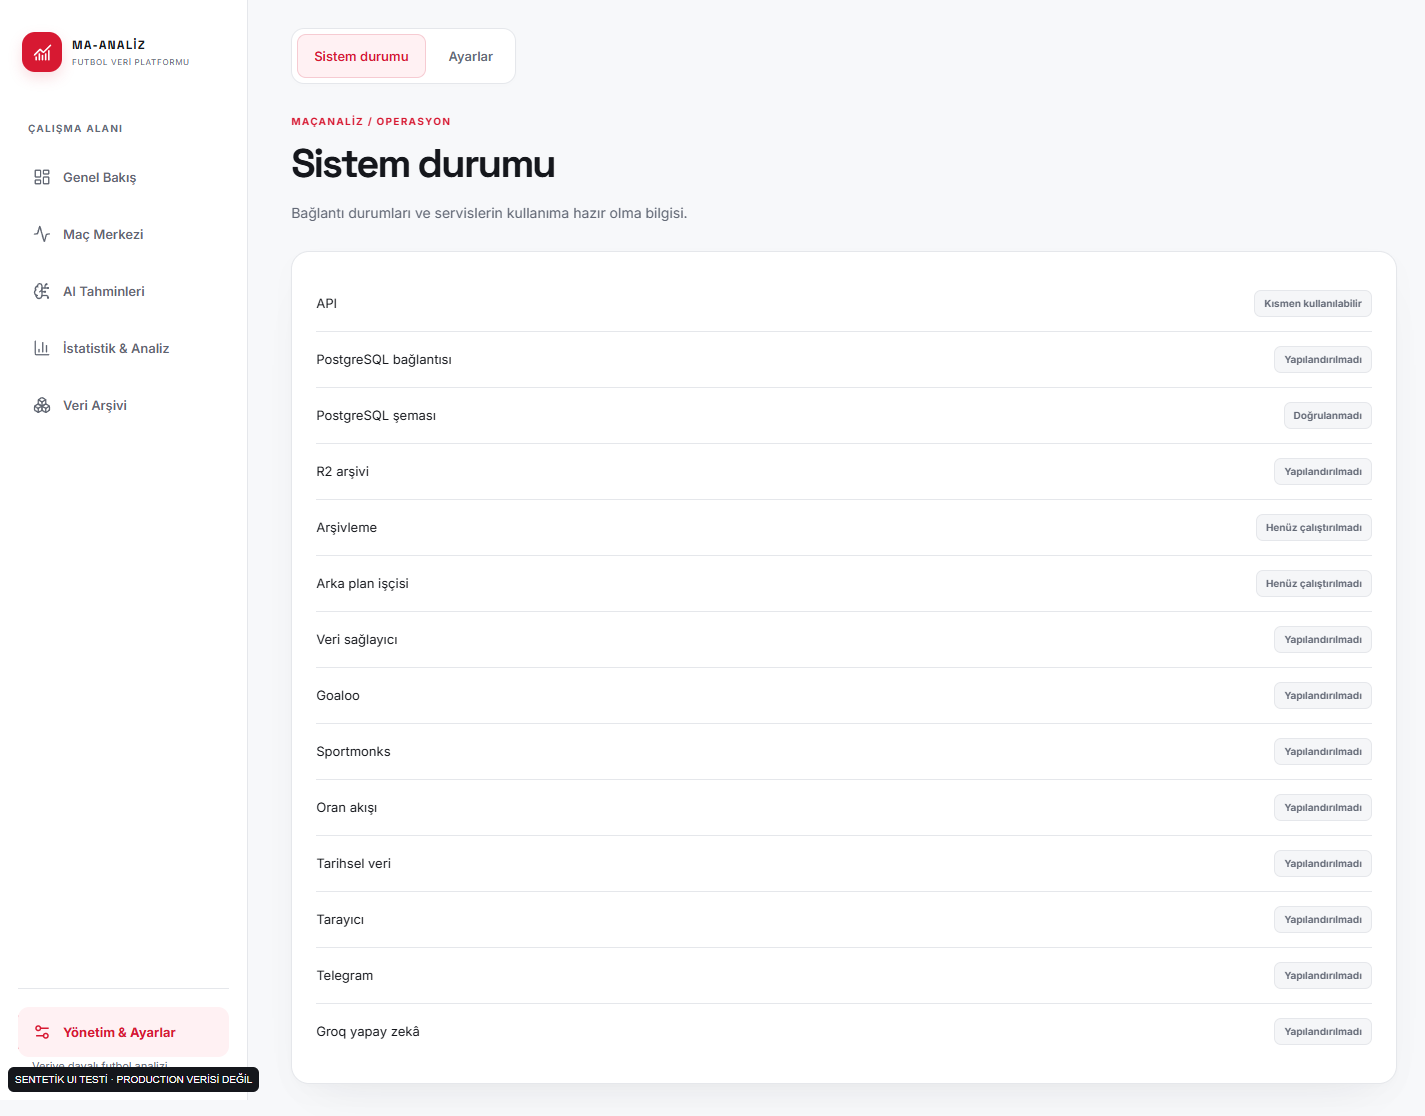 MA-ANALİZ
FUTBOL VERİ PLATFORMU
ÇALIŞMA ALANI
Genel Bakış
Maç Merkezi
AI Tahminleri
İstatistik & Analiz
Veri Arşivi
Yönetim & Ayarlar
Veriye dayalı futbol analizi
SENTETİK UI TESTİ · PRODUCTION VERİSİ DEĞİL
Sistem durumu
Ayarlar
MAÇANALİZ / OPERASYON
Sistem durumu
Bağlantı durumları ve servislerin kullanıma hazır olma bilgisi.
API
Kısmen kullanılabilir
PostgreSQL bağlantısı
Yapılandırılmadı
PostgreSQL şeması
Doğrulanmadı
R2 arşivi
Yapılandırılmadı
Arşivleme
Henüz çalıştırılmadı
Arka plan işçisi
Henüz çalıştırılmadı
Veri sağlayıcı
Yapılandırılmadı
Goaloo
Yapılandırılmadı
Sportmonks
Yapılandırılmadı
Oran akışı
Yapılandırılmadı
Tarihsel veri
Yapılandırılmadı
Tarayıcı
Yapılandırılmadı
Telegram
Yapılandırılmadı
Groq yapay zekâ
Yapılandırılmadı